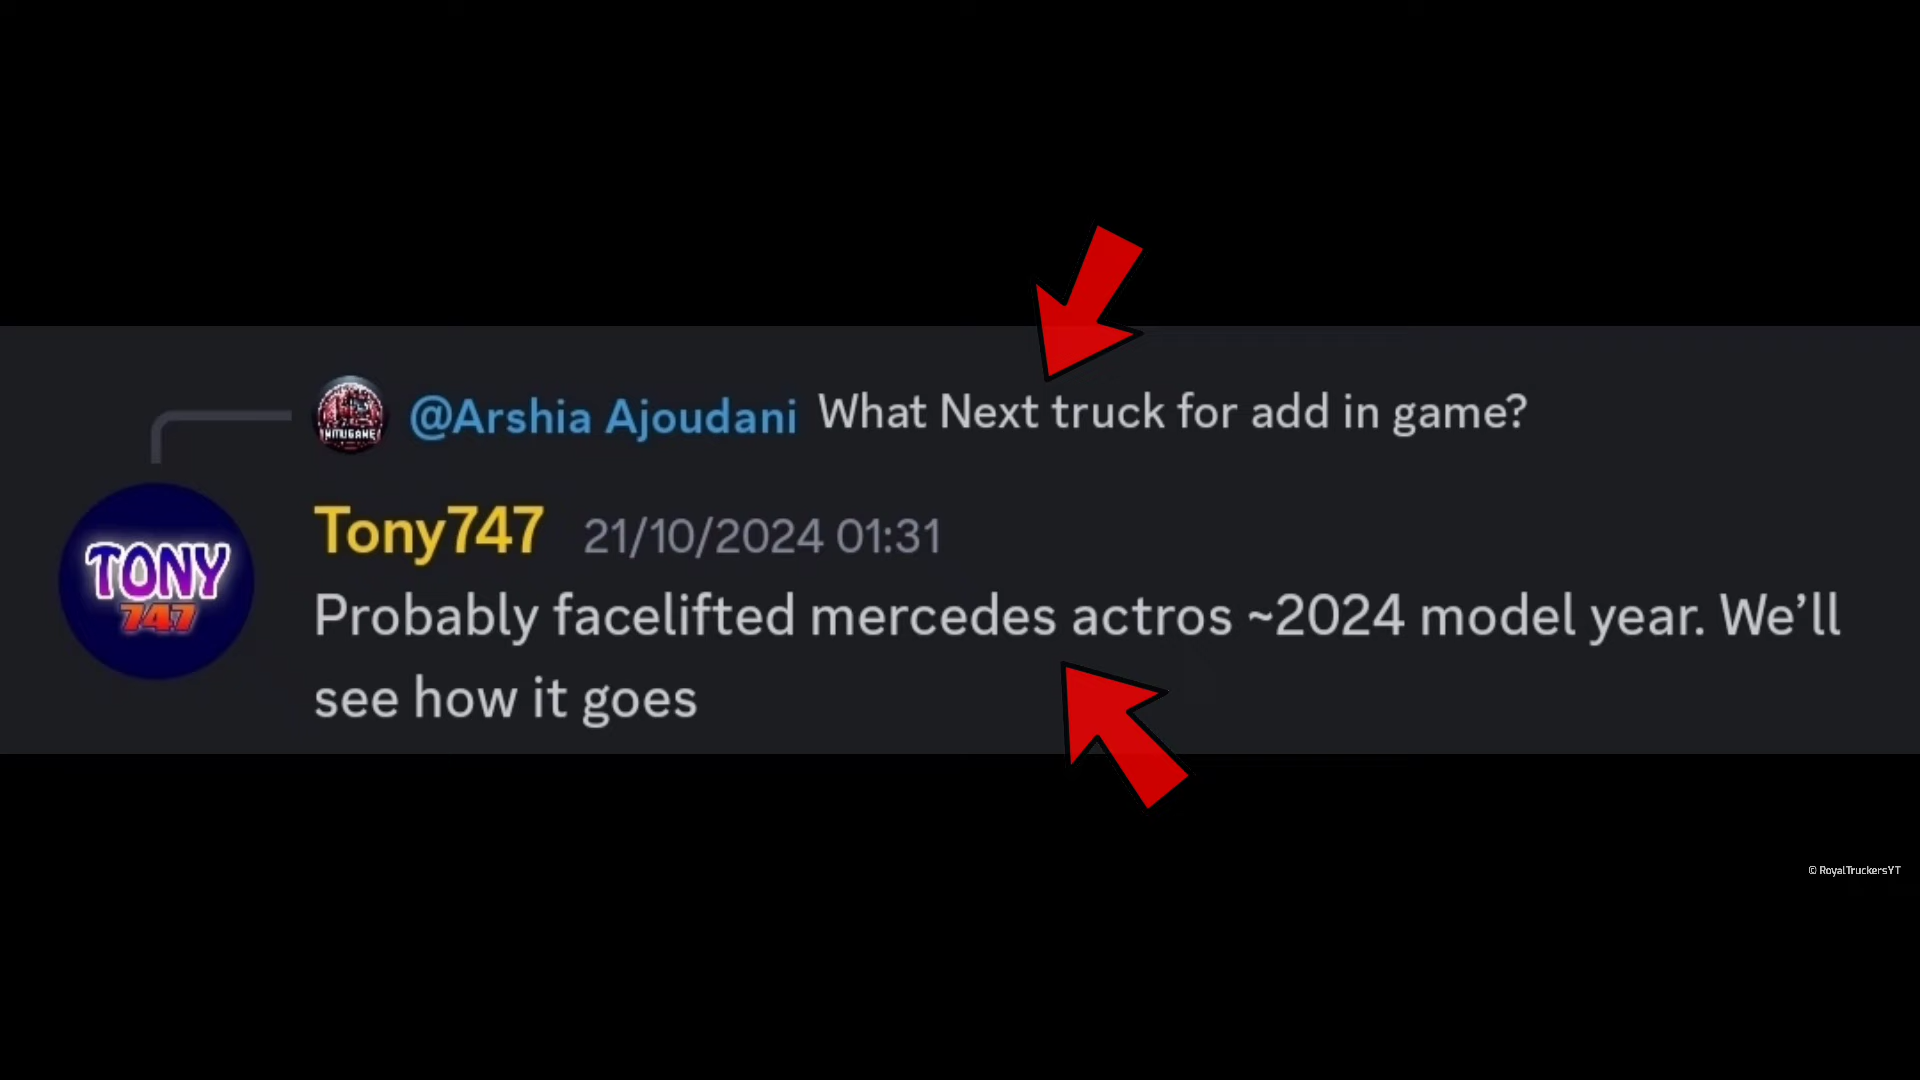 @Arshia Ajoudani What Next truck for add in game?
Tony747 21/10/2024 01:31
TONY
747
Probably facelifted mercedes actros ~2024 model year. We’ll
see how it goes
© RoyalTruckersYT